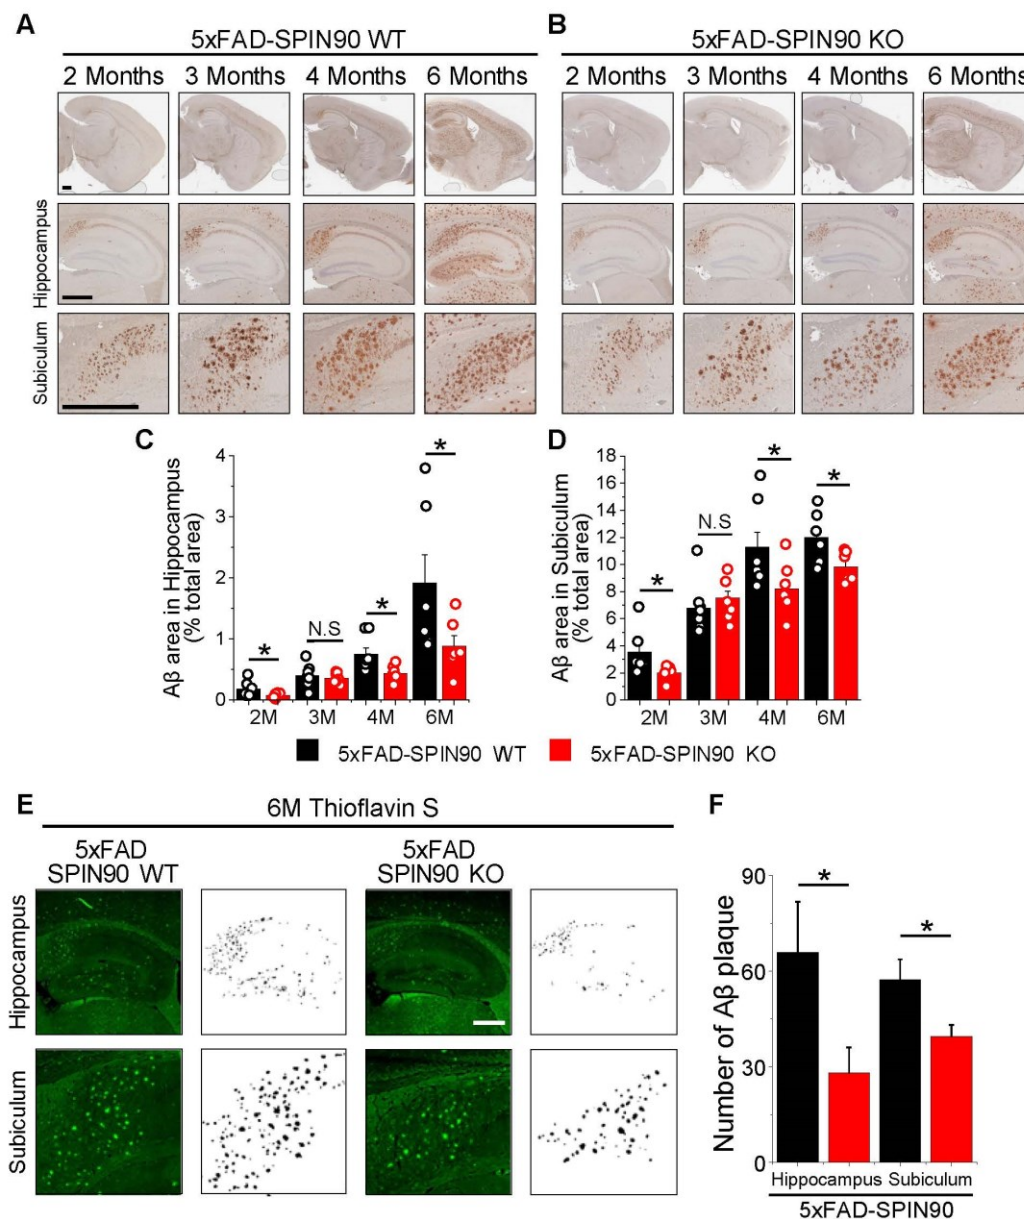 A
B
5xFAD-SPIN90 WT
5xFAD-SPIN90 KO
2 Months 3 Months 4 Months 6 Months
2 Months 3 Months 4 Months 6 Months
Hippocampus
Subiculum
C
D
Aβ area in Hippocampus
(% total area)
4
3
2
1
0
*
N.S
*
*
2M 3M 4M 6M
Aβ area in Subiculum
(% total area)
18
16
14
12
10
8
6
4
2
0
*
N.S
*
*
2M 3M 4M 6M
5xFAD-SPIN90 WT
5xFAD-SPIN90 KO
E
6M Thioflavin S
5xFAD
SPIN90 WT
5xFAD
SPIN90 KO
Hippocampus
Subiculum
F
Number of Aβ plaque
90
60
30
0
*
*
Hippocampus Subiculum
5xFAD-SPIN90